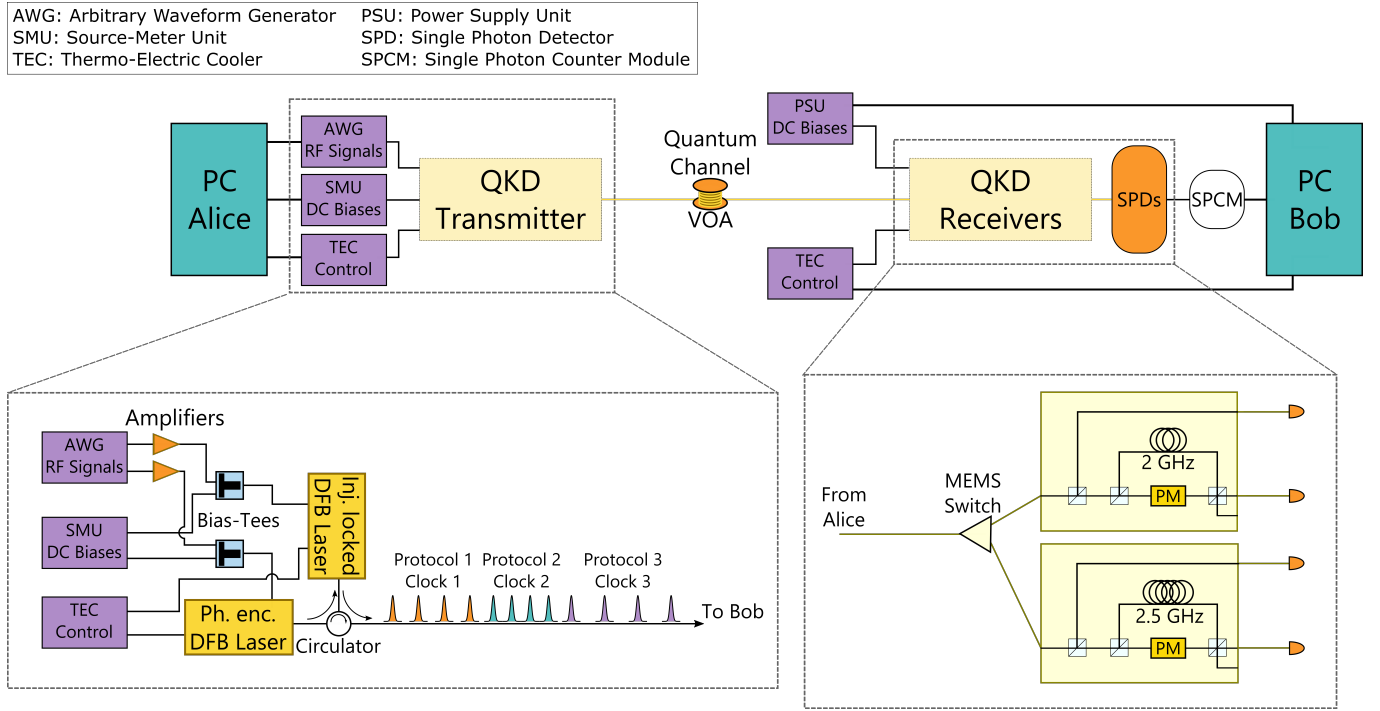 AWG: Arbitrary Waveform Generator
SMU: Source-Meter Unit
TEC: Thermo-Electric Cooler
PSU: Power Supply Unit
SPD: Single Photon Detector
SPCM: Single Photon Counter Module
PC
Alice
AWG
RF Signals
SMU
DC Biases
TEC
Control
QKD
Transmitter
Quantum
Channel
VOA
PSU
DC Biases
TEC
Control
QKD
Receivers
SPDs
SPCM
PC
Bob
Amplifiers
AWG
RF Signals
SMU
DC Biases
TEC
Control
Bias-Tees
Inj. locked
DFB Laser
Ph. enc.
DFB Laser
Circulator
Protocol 1
Clock 1
Protocol 2
Clock 2
Protocol 3
Clock 3
To Bob
From
Alice
MEMS
Switch
2 GHz
PM
2.5 GHz
PM